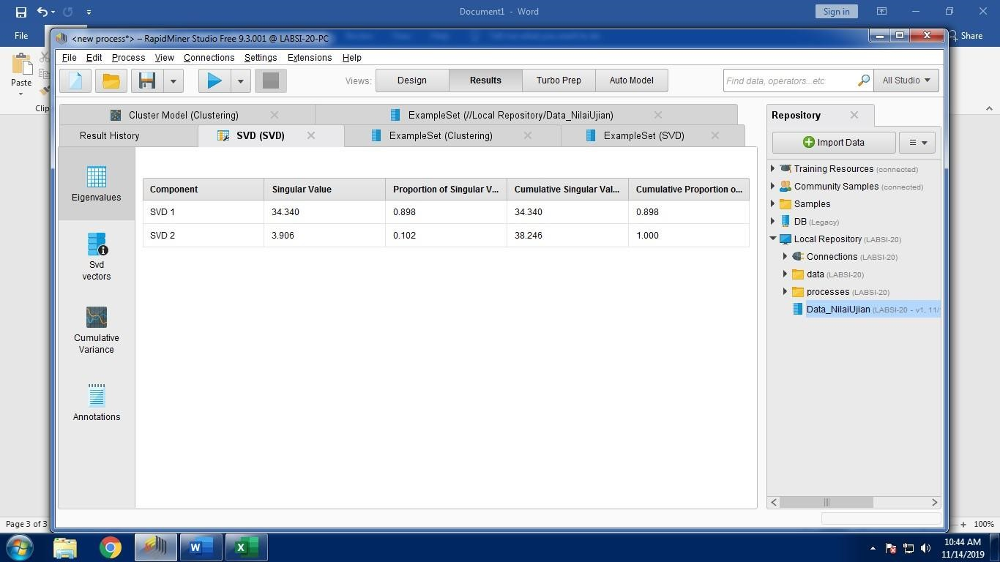 Document1 - Word
Sign in
File
Share
<new process*> – RapidMiner Studio Free 9.3.001 @ LABSI-20-PC
File Edit Process View Connections Settings Extensions Help
Paste
Clip
Views:
Design
Results
Turbo Prep
Auto Model
Find data, operators...etc
All Studio
Cluster Model (Clustering)
ExampleSet (//Local Repository/Data_NilaiUjian)
Result History
SVD (SVD)
ExampleSet (Clustering)
ExampleSet (SVD)
Repository
Import Data
Eigenvalues
Svd
vectors
Cumulative
Variance
Annotations
Component Singular Value Proportion of Singular V... Cumulative Singular Val... Cumulative Proportion o...
SVD 1 34.340 0.898 34.340 0.898
SVD 2 3.906 0.102 38.246 1.000
Training Resources (connected)
Community Samples (connected)
Samples
DB (Legacy)
Local Repository (LABSI-20)
Connections (LABSI-20)
data (LABSI-20)
processes (LABSI-20)
Data_NilaiUjian (LABSI-20 - v1, 11/
Page 3 of 3
100%
10:44 AM
11/14/2019